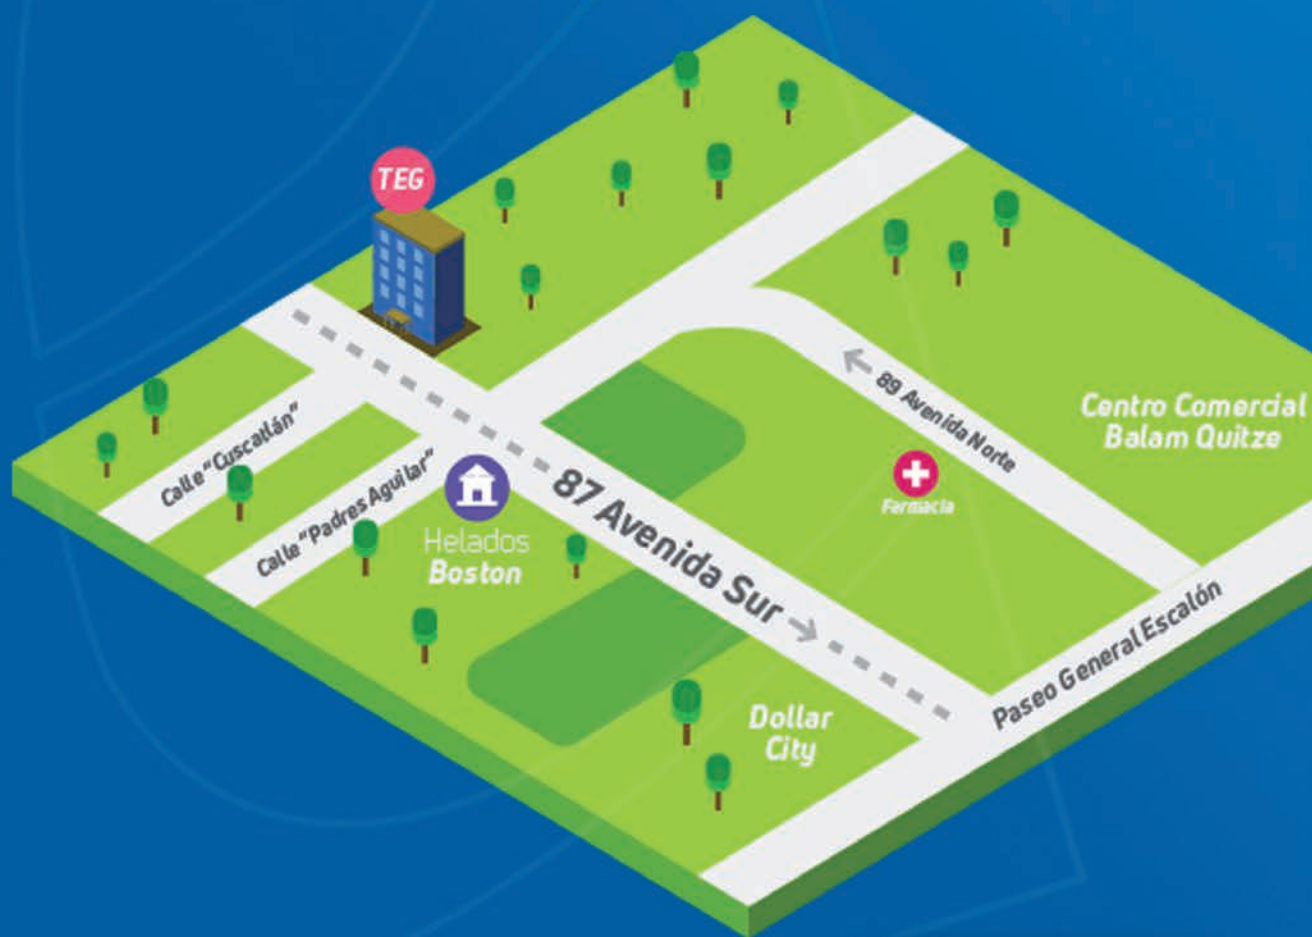 TEG
89 Avenida Norte
Centro Comercial
Balam Quitze
Calle "Cuscatlán"
Calle "Padres Aguilar"
Farmacia
87 Avenida Sur
Helados
Boston
Paseo General Escalón
Dollar
City